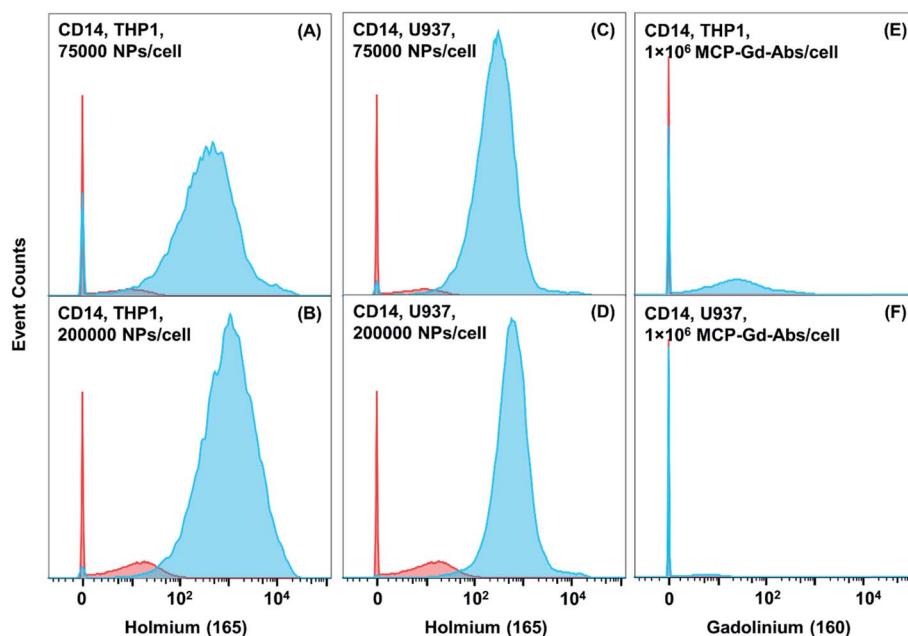 CD14, THP1,
75000 NPs/cell
(A)
CD14, U937,
75000 NPs/cell
(C)
CD14, THP1,
1×10⁶ MCP-Gd-Abs/cell
(E)
CD14, THP1,
200000 NPs/cell
(B)
CD14, U937,
200000 NPs/cell
(D)
CD14, U937,
1×10⁶ MCP-Gd-Abs/cell
(F)
Event Counts
0 10² 10⁴
0 10² 10⁴
0 10² 10⁴
Holmium (165)
Holmium (165)
Gadolinium (160)